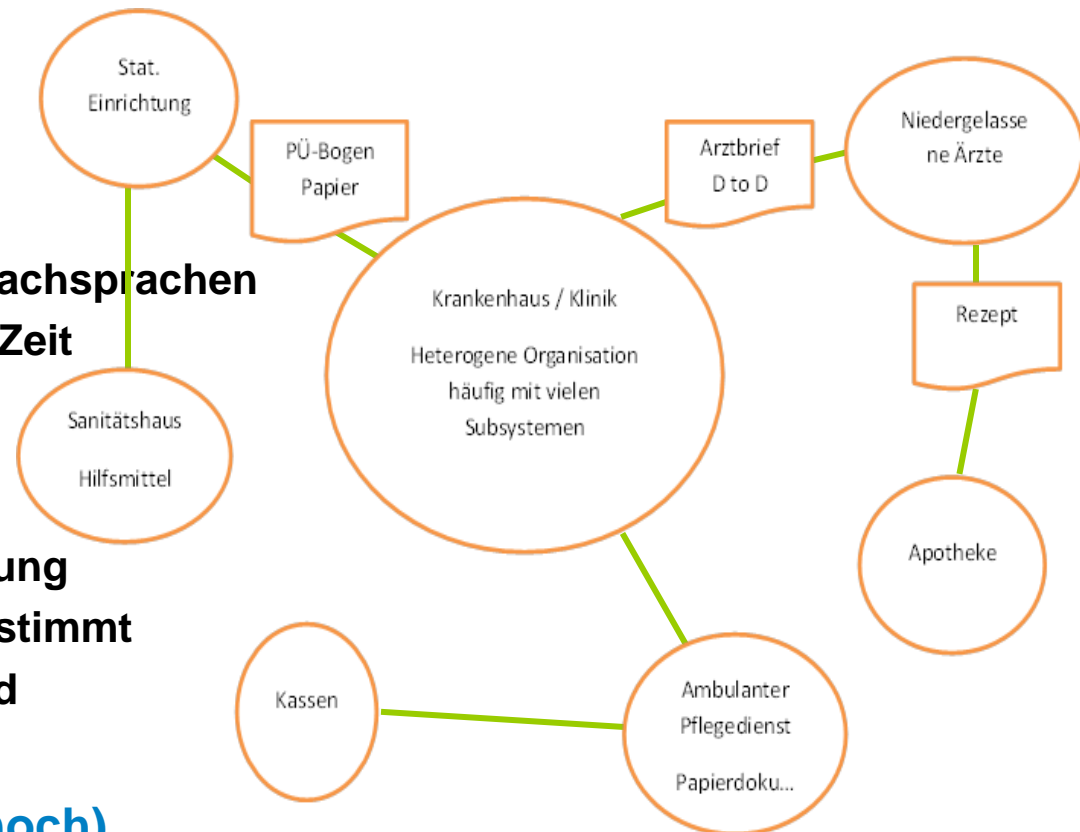 Stat.
Einrichtung
PÜ-Bogen
Papier
Arztbrief
D to D
Niedergelasse
ne Ärzte
achsprachen
Zeit
Krankenhaus / Klinik
Heterogene Organisation
häufig mit vielen
Subsystemen
Rezept
Sanitätshaus
Hilfsmittel
Apotheke
ung
stimmt
d
Kassen
Ambulanter
Pflegedienst
Papierdoku...
noch)